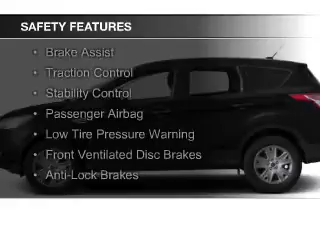 SAFETY FEATURES
• Brake Assist
• Traction Control
• Stability Control
• Passenger Airbag
• Low Tire Pressure Warning
• Front Ventilated Disc Brakes
• Anti-Lock Brakes